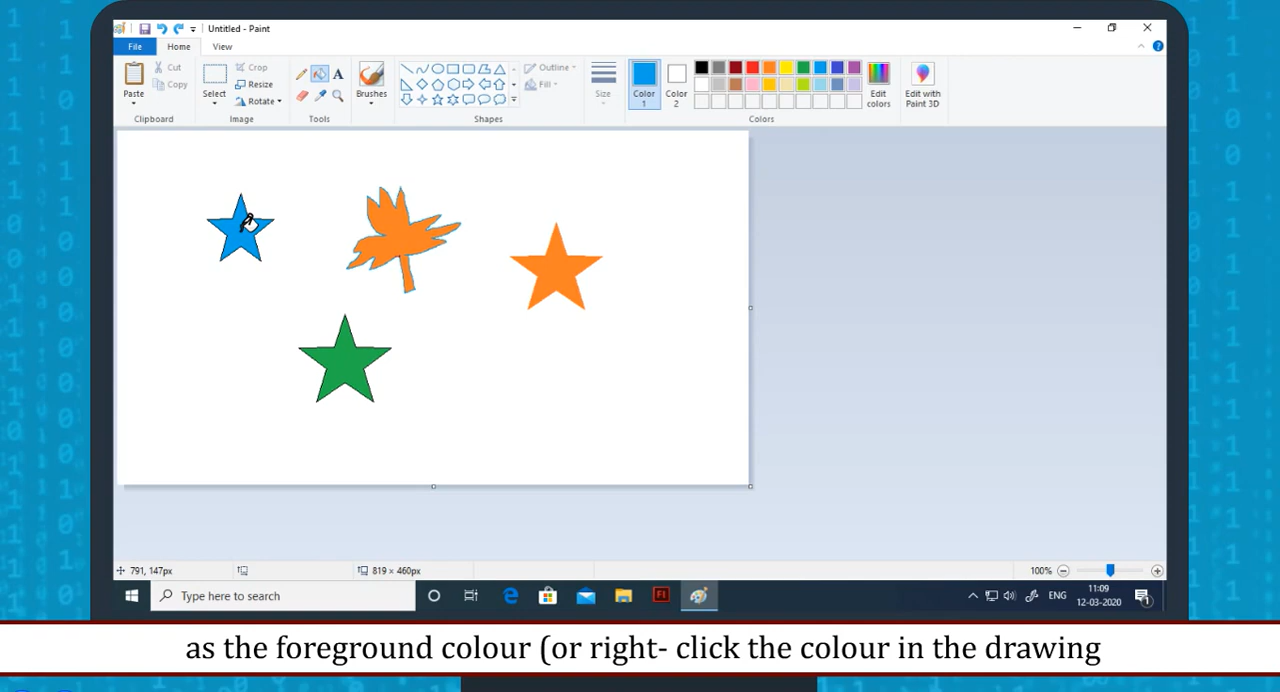 Untitled - Paint
File Home View
Paste
Cut
Copy
Clipboard
Select
Crop
Resize
Rotate
Image
A
Tools
Brushes
Outline
Fill
Shapes
Size
Color 1
Color 2
Edit colors
Colors
Edit with Paint 3D
791, 147px
819 × 460px
100%
Type here to search
Fl
ENG
11:09
12-03-2020
1
as the foreground colour (or right- click the colour in the drawing